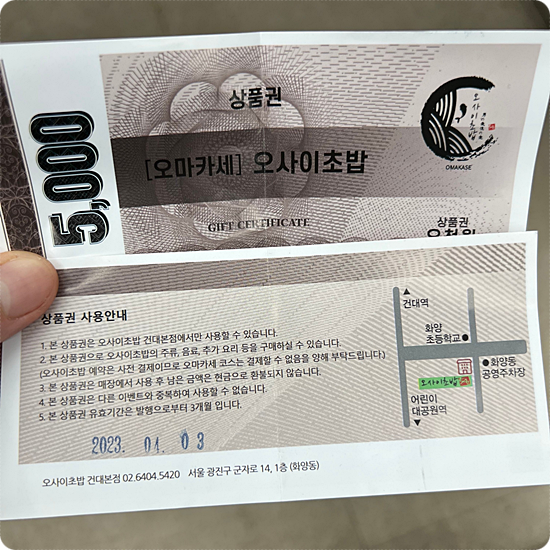 5,000
상품권
[오마카세] 오사이초밥
GIFT CERTIFICATE
오사이초밥
OMAKASE
상품권
오천원
상품권 사용안내
1. 본 상품권은 오사이초밥 건대본점에서만 사용할 수 있습니다.
2. 본 상품권으로 오사이초밥의 주류, 음료, 추가 요리 등을 구매하실 수 있습니다.
(오사이초밥 예약은 사전 결제이므로 오마카세 코스는 결제할 수 없음을 양해 부탁드립니다.)
3. 본 상품권은 매장에서 사용 후 남은 금액은 현금으로 환불되지 않습니다.
4. 본 상품권은 다른 이벤트와 중복하여 사용할 수 없습니다.
5. 본 상품권 유효기간은 발행으로부터 3개월 입니다.
2023. 01. 03
▲
건대역
화양
초등학교●
●화양동
공영주차장
오사이초밥
어린이
대공원역
▼
오사이초밥 건대본점 02.6404.5420 서울 광진구 군자로 14, 1층 (화양동)